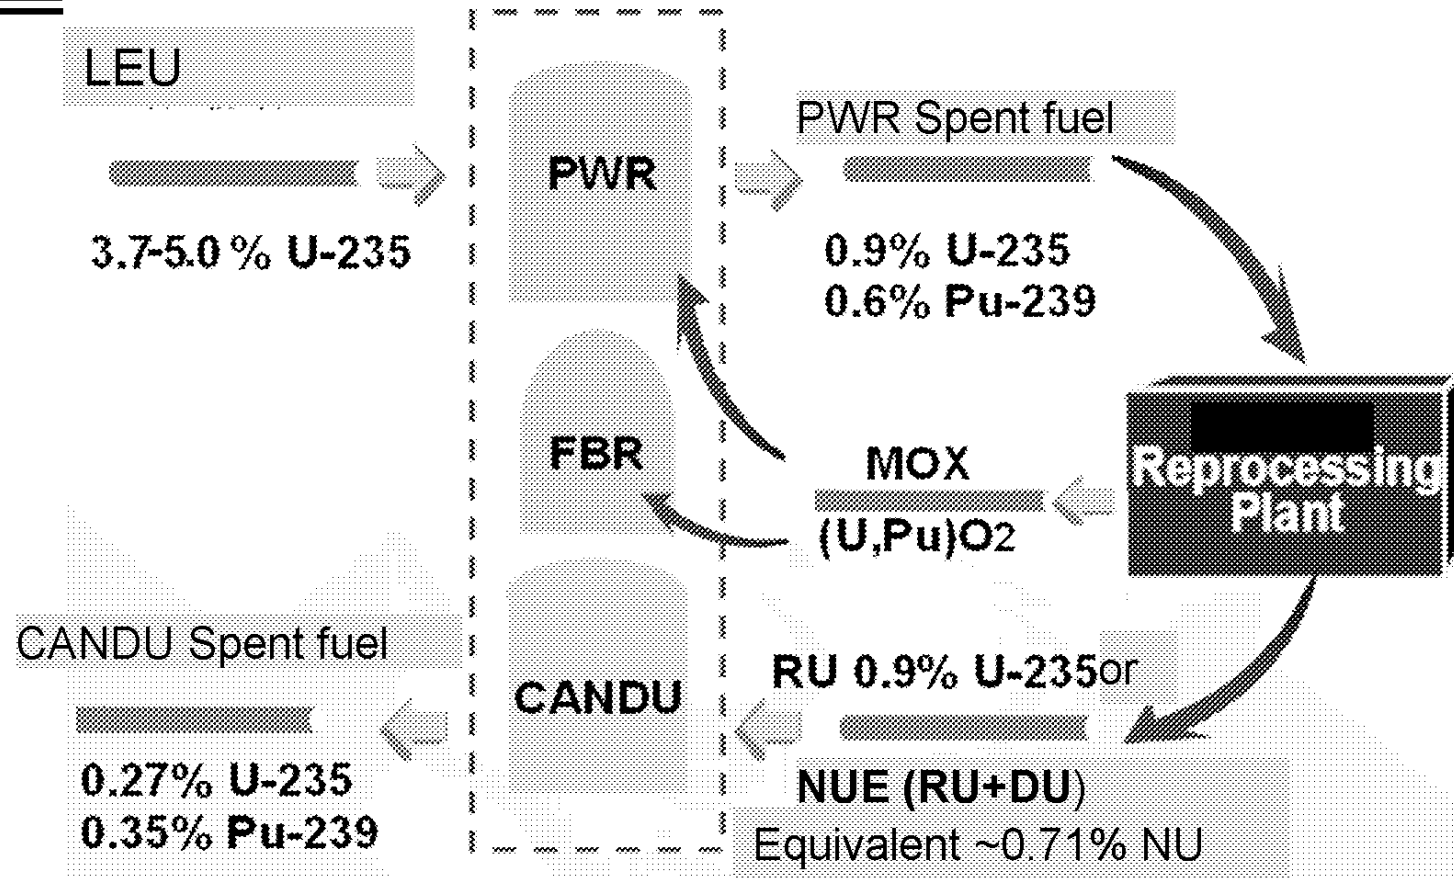 LEU
3.7-5.0 % U-235
PWR
PWR Spent fuel
0.9% U-235
0.6% Pu-239
FBR
MOX
(U,Pu)O2
Reprocessing
Plant
CANDU Spent fuel
0.27% U-235
0.35% Pu-239
CANDU
RU 0.9% U-235or
NUE (RU+DU)
Equivalent ~0.71% NU